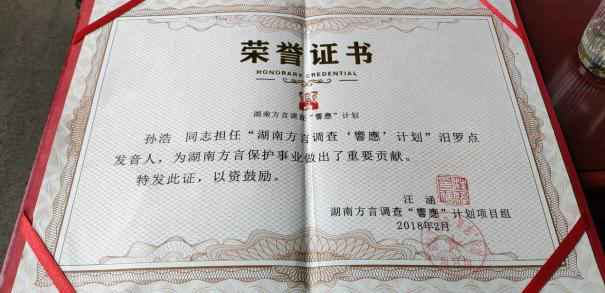 荣誉证书
HONORARY CREDENTIAL
湖南方言调查“響應”计划
孙浩 同志担任“湖南方言调查‘響應’计划”汨罗点
发音人，为湖南方言保护事业做出了重要贡献。
特发此证，以资鼓励。
汪涵
湖南方言调查“響應”计划项目组
2018年2月